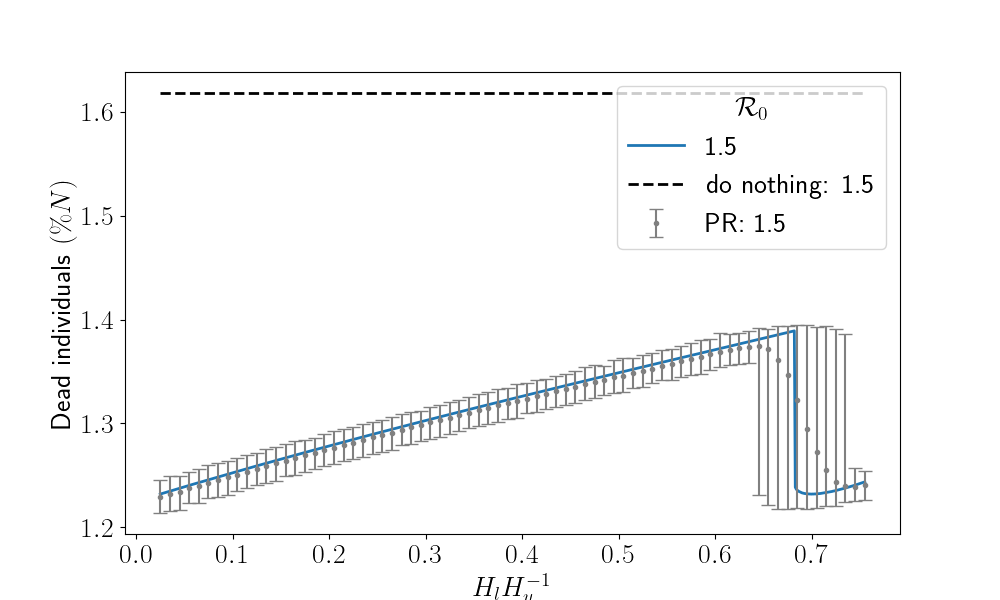 Dead individuals (%N)
1.6
1.5
1.4
1.3
1.2
0.0 0.1 0.2 0.3 0.4 0.5 0.6 0.7
H_l H_u^{-1}
ℛ_0
1.5
do nothing: 1.5
PR: 1.5